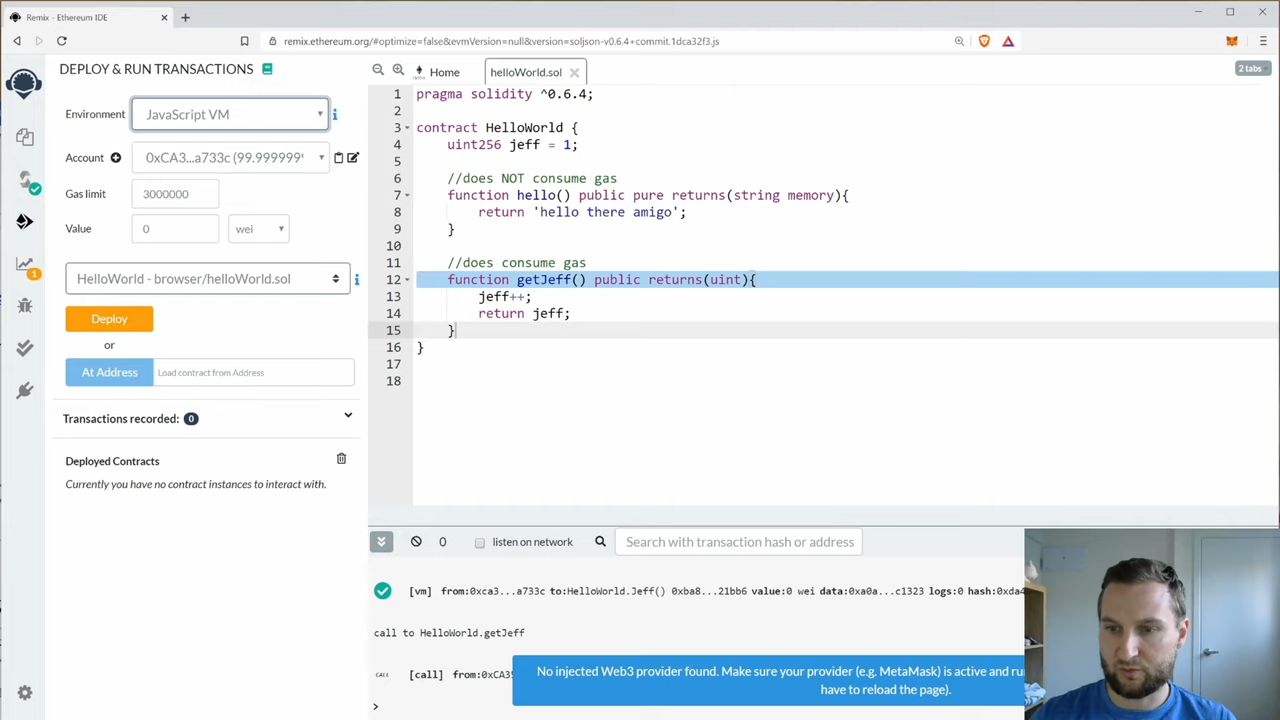 Remix - Ethereum IDE
remix.ethereum.org/#optimize=false&evmVersion=null&version=soljson-v0.6.4+commit.1dca32f3.js
DEPLOY & RUN TRANSACTIONS
Home
helloWorld.sol
2 tabs
Environment
JavaScript VM
Account
0xCA3...a733c (99.999999
Gas limit
3000000
Value
0
wei
HelloWorld - browser/helloWorld.sol
Deploy
or
At Address
Load contract from Address
Transactions recorded: 0
Deployed Contracts
Currently you have no contract instances to interact with.
1
1 pragma solidity ^0.6.4;
2
3 contract HelloWorld {
4 uint256 jeff = 1;
5
6 //does NOT consume gas
7 function hello() public pure returns(string memory){
8 return 'hello there amigo';
9 }
10
11 //does consume gas
12 function getJeff() public returns(uint){
13 jeff++;
14 return jeff;
15 }
16 }
17
18
0
listen on network
Search with transaction hash or address
[vm] from:0xca3...a733c to:HelloWorld.Jeff() 0xba8...21bb6 value:0 wei data:0xa0a...c1323 logs:0 hash:0xda4
call to HelloWorld.getJeff
CALL [call] from:0xCA35
No injected Web3 provider found. Make sure your provider (e.g. MetaMask) is active and ru
have to reload the page).
>